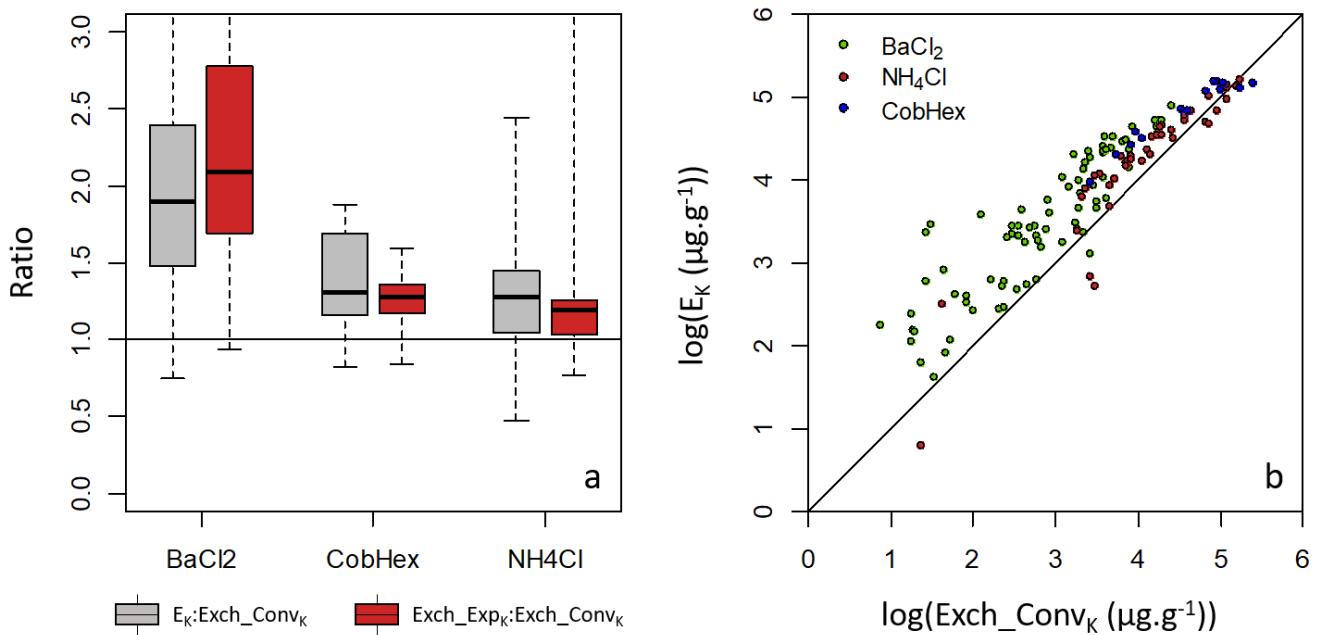 Ratio
3.0
2.5
2.0
1.5
1.0
0.5
0.0
a
BaCl2
CobHex
NH4Cl
E_K:Exch_Conv_K
Exch_Exp_K:Exch_Conv_K
log(E_K (µg.g⁻¹))
6
5
4
3
2
1
0
BaCl₂
NH₄Cl
CobHex
b
0 1 2 3 4 5 6
log(Exch_Conv_K (µg.g⁻¹))